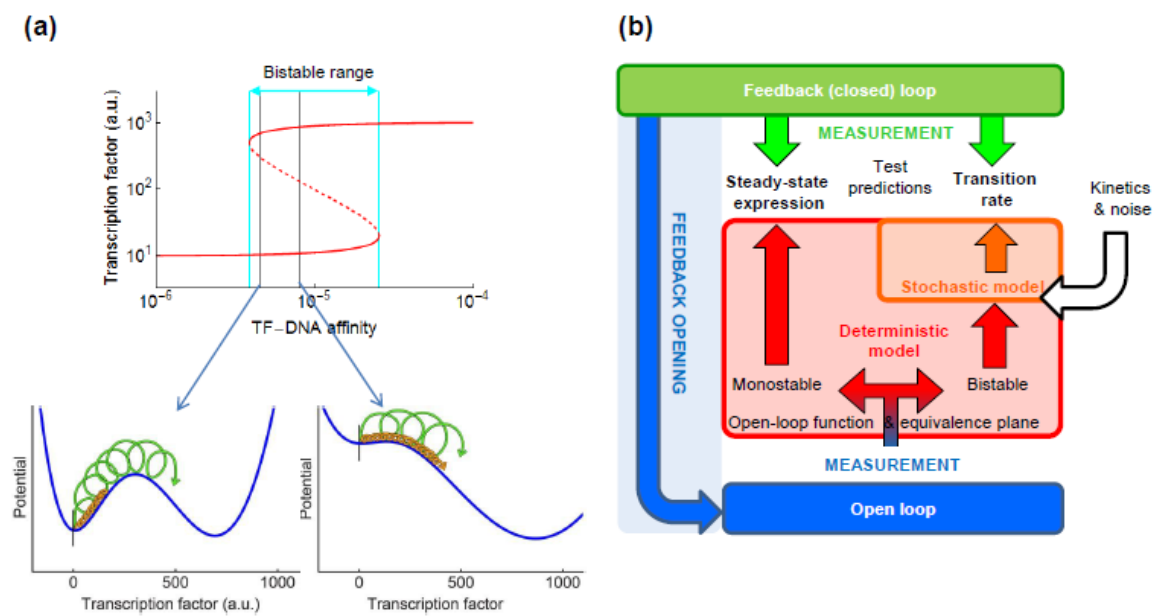 (a)
Bistable range
Transcription factor (a.u.)
10^3
10^2
10^1
10^-6
10^-5
10^-4
TF-DNA affinity
Potential
0
500
1000
Transcription factor (a.u.)
Potential
0
500
1000
Transcription factor
(b)
Feedback (closed) loop
MEASUREMENT
Steady-state
expression
Test
predictions
Transition
rate
Kinetics
& noise
FEEDBACK OPENING
Stochastic model
Deterministic
model
Monostable
Bistable
Open-loop function & equivalence plane
MEASUREMENT
Open loop